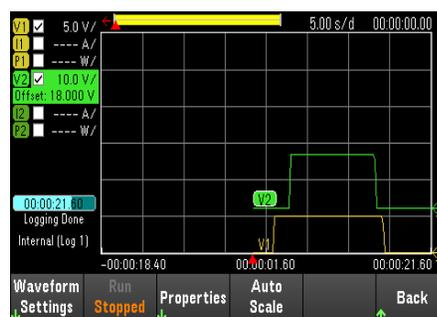 V1 5.0 V/ 5.00 s/d 00:00:00.00
I1 ---- A/
P1 ---- W/
V2 10.0 V/
Offset: 18.000 V
I2 ---- A/
P2 ---- W/
V2
00:00:21.60
Logging Done
Internal (Log 1)
V1
-00:00:18.40 00:00:01.60 00:00:21.60
Waveform Settings
Run Stopped
Properties
Auto Scale
Back